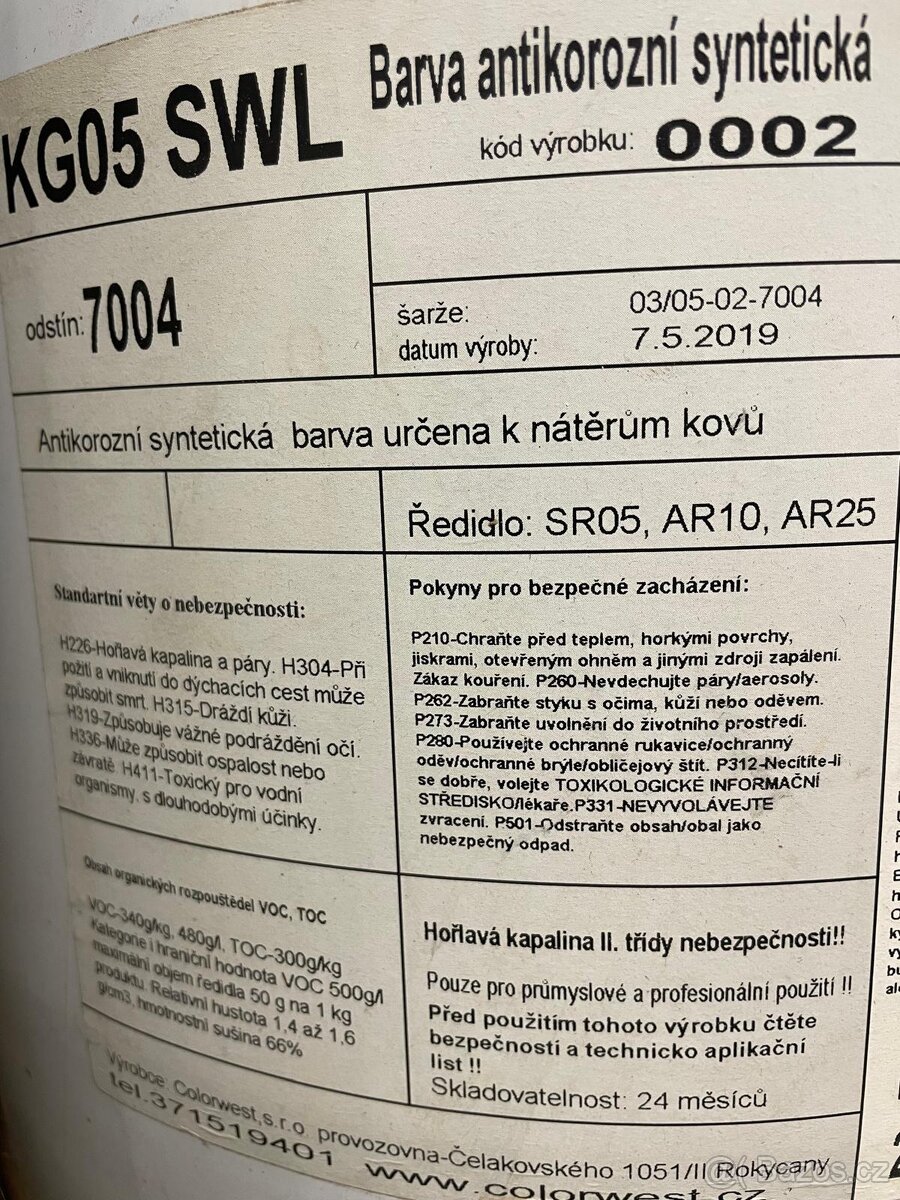 KG05 SWL
Barva antikorozní syntetická
kód výrobku: 0002
odstín: 7004
šarže: 03/05-02-7004
datum výroby: 7.5.2019
Antikorozní syntetická barva určena k nátěrům kovů
Ředidlo: SR05, AR10, AR25
Standartní věty o nebezpečnosti:
H226-Hořlavá kapalina a páry. H304-Při
požití a vniknutí do dýchacích cest může
způsobit smrt. H315-Dráždí kůži.
H319-Způsobuje vážné podráždění očí.
H336-Může způsobit ospalost nebo
závratě. H411-Toxický pro vodní
organismy, s dlouhodobými účinky.
Pokyny pro bezpečné zacházení:
P210-Chraňte před teplem, horkými povrchy,
jiskrami, otevřeným ohněm a jinými zdroji zapálení.
Zákaz kouření. P260-Nevdechujte páry/aerosoly.
P262-Zabraňte styku s očima, kůží nebo oděvem.
P273-Zabraňte uvolnění do životního prostředí.
P280-Používejte ochranné rukavice/ochranný
oděv/ochranné brýle/obličejový štít. P312-Necítíte-li
se dobře, volejte TOXIKOLOGICKÉ INFORMAČNÍ
STŘEDISKO/lékaře.P331-NEVYVOLÁVEJTE
zvracení. P501-Odstraňte obsah/obal jako
nebezpečný odpad.
Obsah organických rozpouštědel VOC, TOC
VOC-340g/kg, 480g/l, TOC-300g/kg
Kategorie i hraniční hodnota VOC 500g/l
maximální objem ředidla 50 g na 1 kg
produktu. Relativní hustota 1,4 až 1,6
g/cm3, hmotnostní sušina 66%
Hořlavá kapalina II. třídy nebezpečnosti!!
Pouze pro průmyslové a profesionální použití !!
Před použitím tohoto výrobku čtěte
bezpečností a technicko aplikační
list !!
Skladovatelnost: 24 měsíců
Výrobce: Colorwest,s.r.o. provozovna-Čelakovského 1051/II Rokycany
tel.371519401 www.colorwest.cz
Bazos.cz